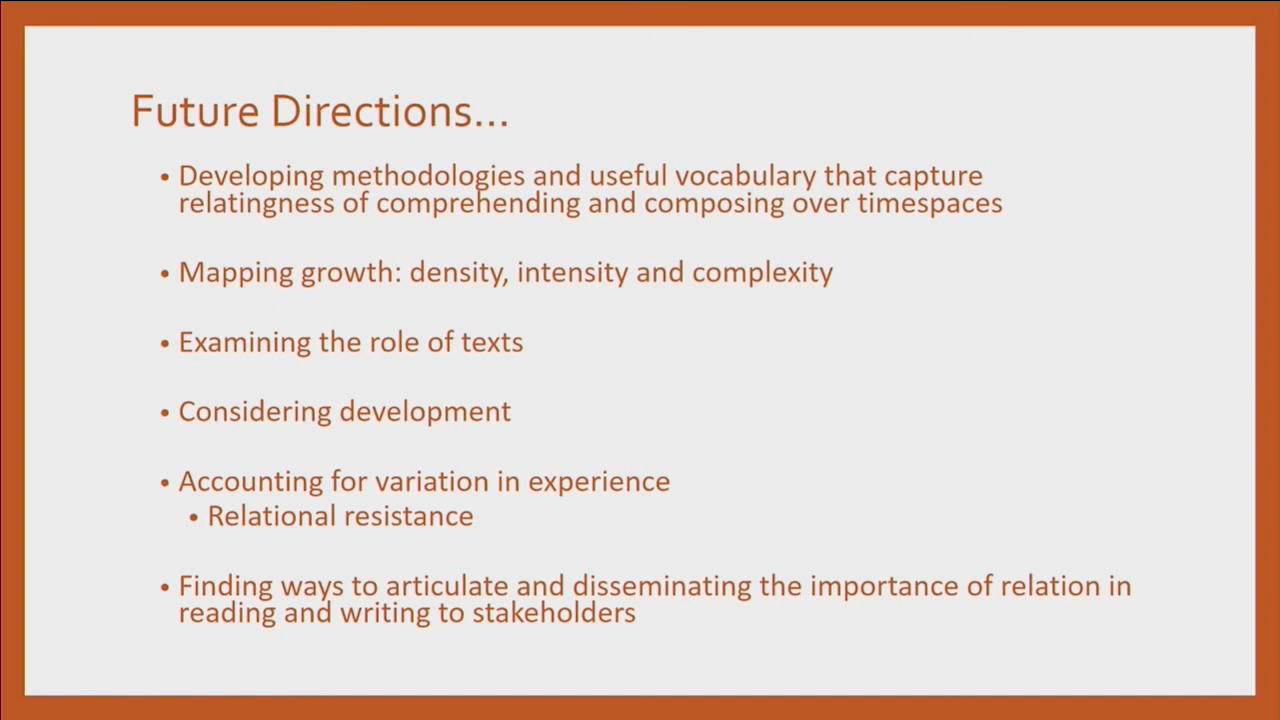 Future Directions...
• Developing methodologies and useful vocabulary that capture
relatingness of comprehending and composing over timespaces
• Mapping growth: density, intensity and complexity
• Examining the role of texts
• Considering development
• Accounting for variation in experience
• Relational resistance
• Finding ways to articulate and disseminating the importance of relation in
reading and writing to stakeholders